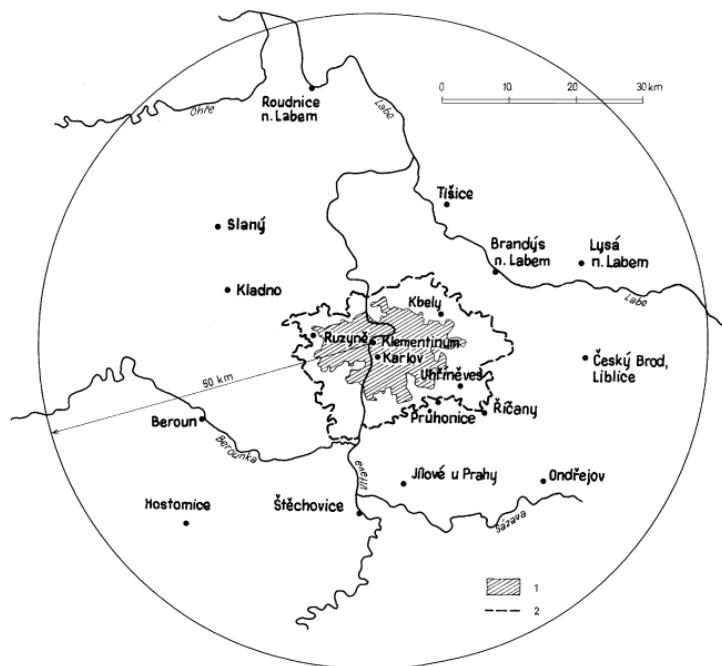 0 10 20 30 km
Roudnice
n. Labem
Labe
Ohře
Tišice
Slaný
Brandýs
n. Labem
Lysá
n. Labem
Kladno
Labe
Kbely
Ruzyně
Klementinum
Karlov
Český Brod,
Liblice
50 km
Uhříněves
Beroun
Průhonice
Říčany
Berounka
Vltava
Jílové u Prahy
Ondřejov
Hostomice
Štěchovice
Sázava
1
2